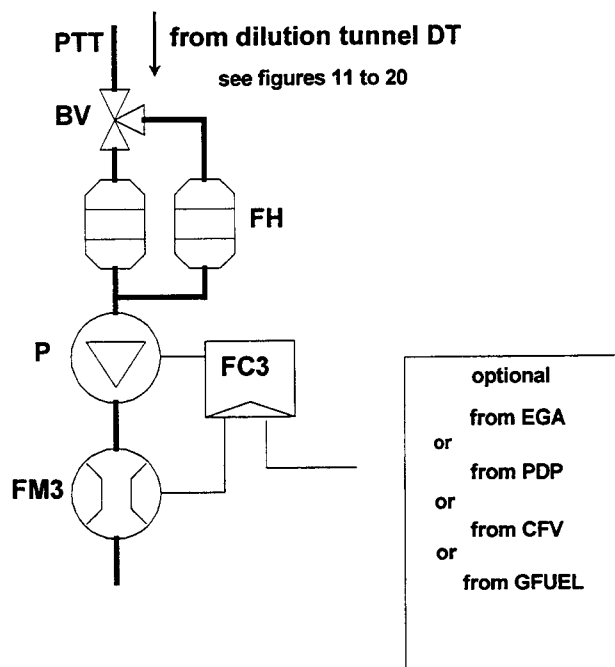 PTT
from dilution tunnel DT
see figures 11 to 20
BV
FH
P
FC3
FM3
optional
from EGA
or
from PDP
or
from CFV
or
from GFUEL